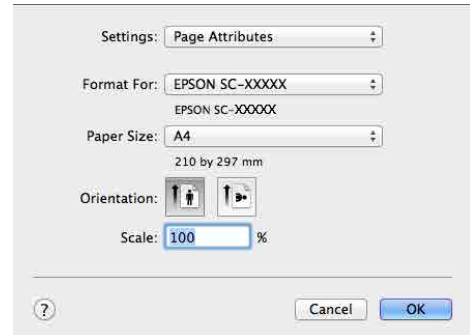 Settings: Page Attributes
Format For: EPSON SC-XXXXX
EPSON SC-XXXXX
Paper Size: A4
210 by 297 mm
Orientation:
Scale: 100 %
? Cancel OK